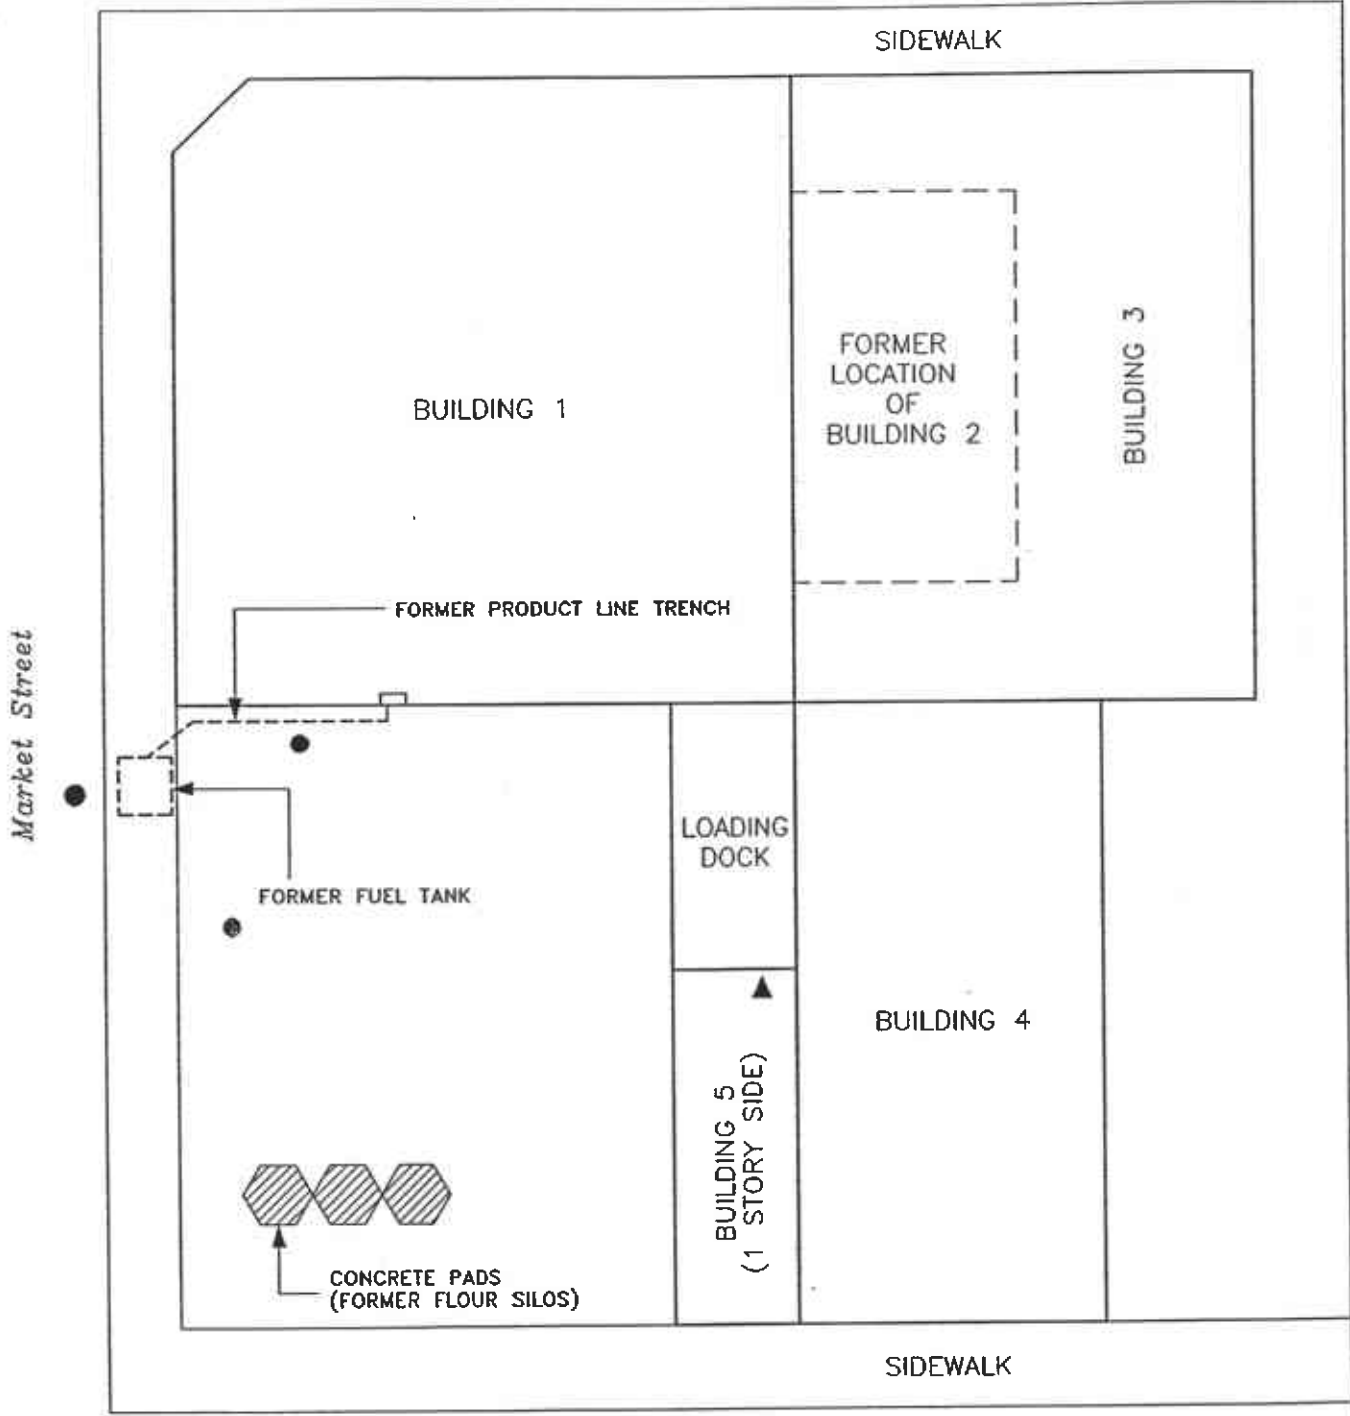 SIDEWALK
BUILDING 1
FORMER
LOCATION
OF
BUILDING 2
BUILDING 3
FORMER PRODUCT LINE TRENCH
Market Street
LOADING
DOCK
FORMER FUEL TANK
BUILDING 4
BUILDING 5
(1 STORY SIDE)
CONCRETE PADS
(FORMER FLOUR SILOS)
SIDEWALK